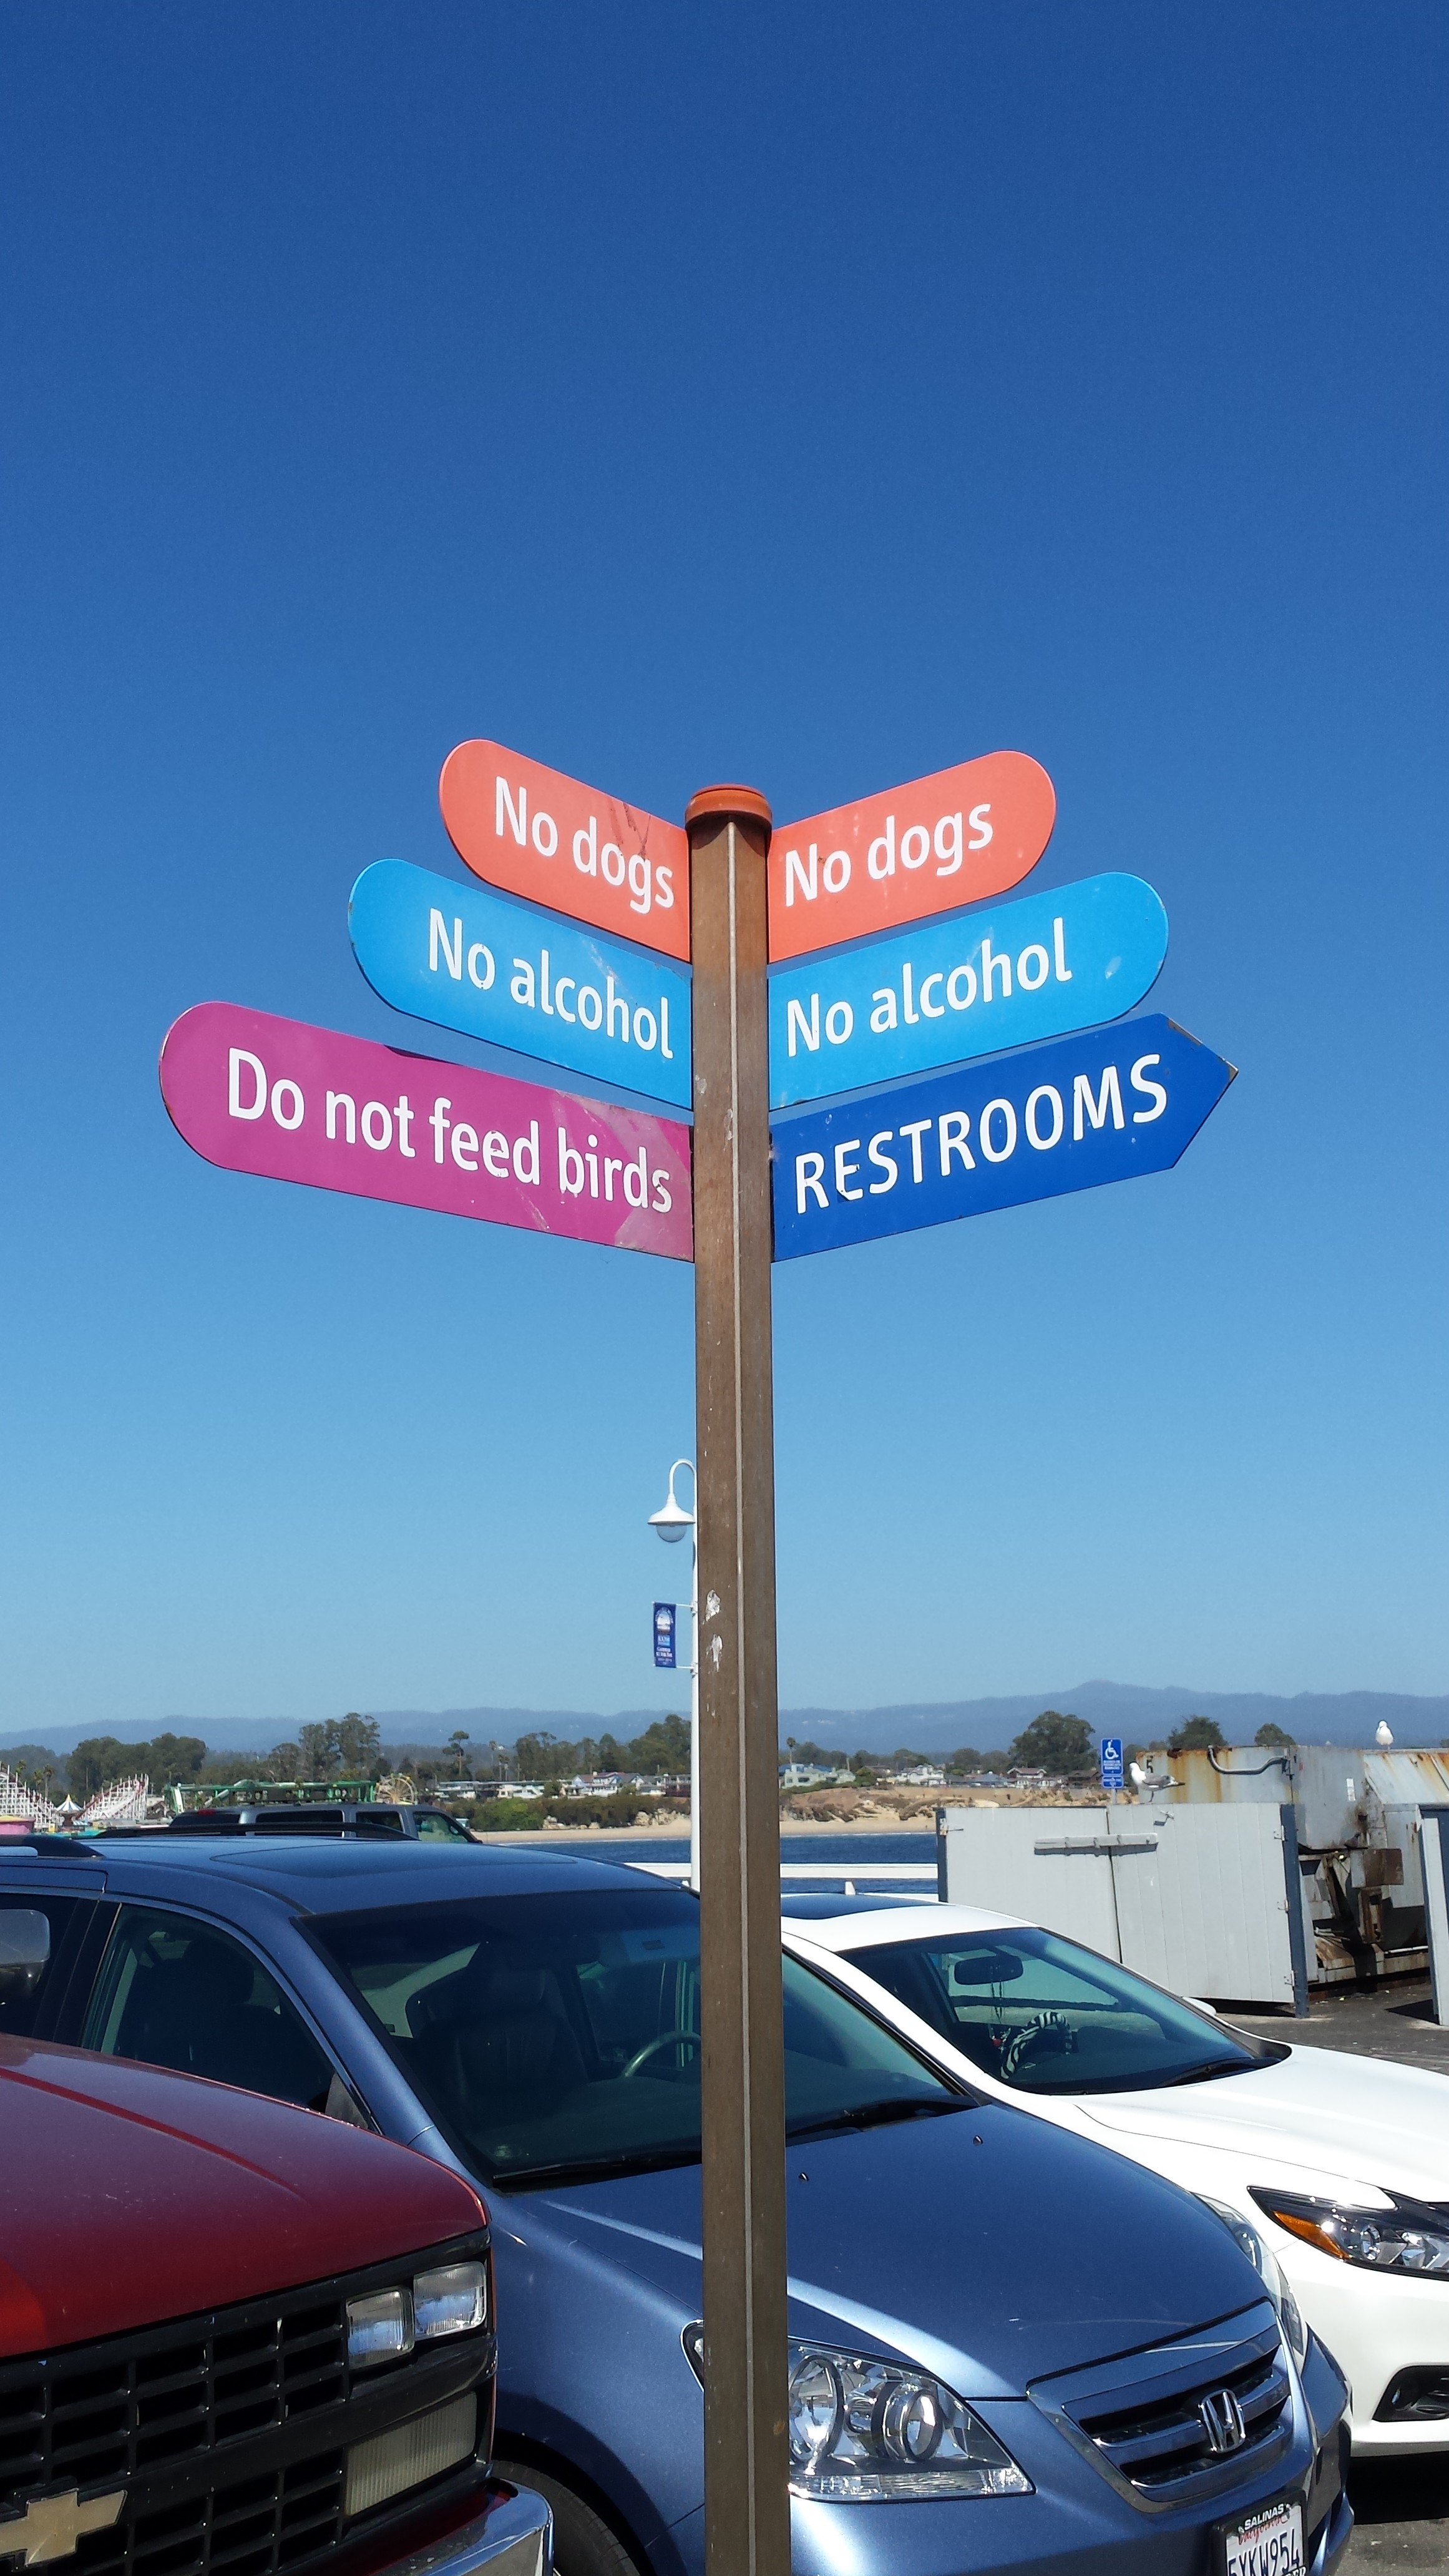 No dogs
No dogs
No alcohol
No alcohol
Do not feed birds
RESTROOMS
SALINAS